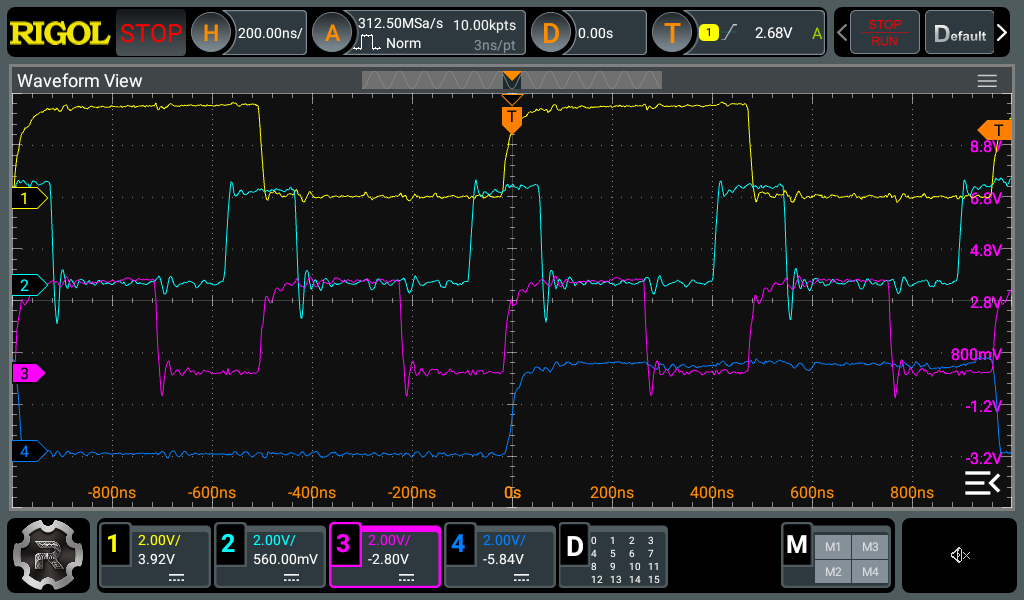 RIGOL STOP H 200.00ns/ A 312.50MSa/s 10.00kpts Norm 3ns/pt D 0.00s T 1 2.68V A STOP RUN Default
Waveform View
T
T
8.8V
1
6.8V
4.8V
2
2.8V
800mV
3
-1.2V
4
-3.2V
-800ns -600ns -400ns -200ns 0s 200ns 400ns 600ns 800ns
1 2.00V/ 3.92V
2 2.00V/ 560.00mV
3 2.00V/ -2.80V
4 2.00V/ -5.84V
D 0 1 2 3
4 5 6 7
8 9 10 11
12 13 14 15
M M1 M3
M2 M4
R